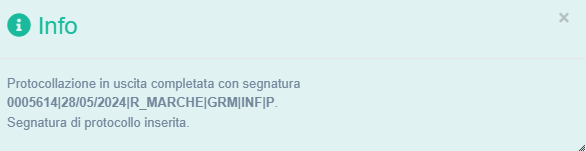 Info
×
Protocollazione in uscita completata con segnatura
0005614|28/05/2024|R_MARCHE|GRM|INF|P.
Segnatura di protocollo inserita.